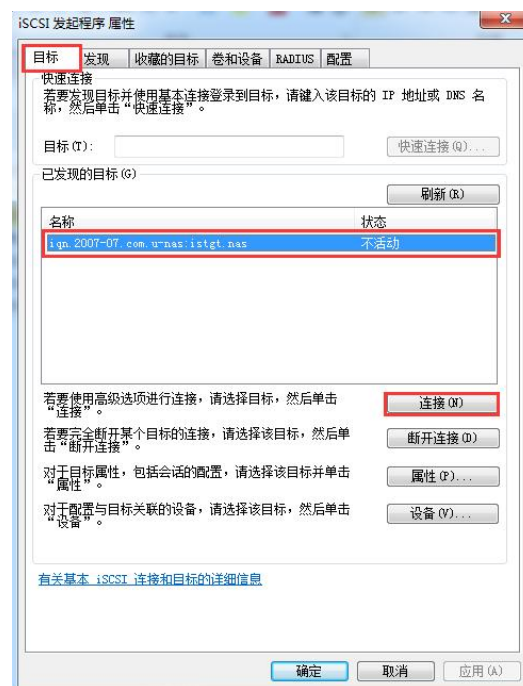 iSCSI 发起程序 属性
目标 发现 收藏的目标 卷和设备 RADIUS 配置
快速连接
若要发现目标并使用基本连接登录到目标，请键入该目标的 IP 地址或 DNS 名
称，然后单击“快速连接”。
目标(T):
快速连接(Q)...
已发现的目标(G)
刷新(R)
名称 状态
iqn.2007-07.com.u-nas:istgt.nas 不活动
若要使用高级选项进行连接，请选择目标，然后单击
“连接”。
连接(N)
若要完全断开某个目标的连接，请选择该目标，然后单
击“断开连接”。
断开连接(D)
对于目标属性，包括会话的配置，请选择该目标并单击
“属性”。
属性(P)...
对于配置与目标关联的设备，请选择该目标，然后单击
“设备”。
设备(V)...
有关基本 iSCSI 连接和目标的详细信息
确定 取消 应用(A)